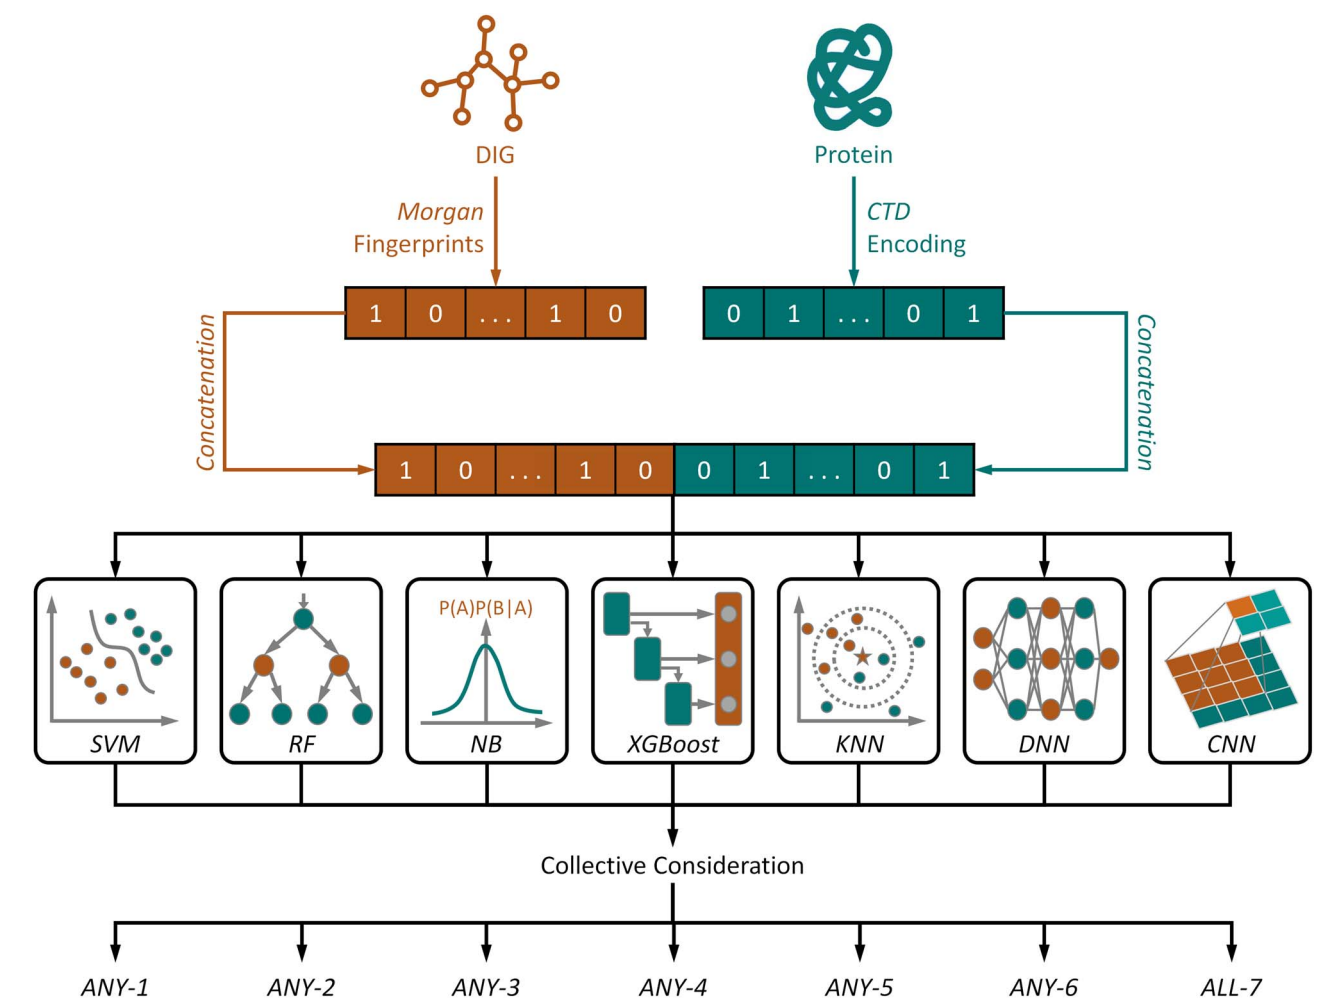 DIG
Protein
Morgan
Fingerprints
CTD
Encoding
1 0 ... 1 0
0 1 ... 0 1
Concatenation
Concatenation
1 0 ... 1 0 0 1 ... 0 1
P(A)P(B|A)
SVM
RF
NB
XGBoost
KNN
DNN
CNN
Collective Consideration
ANY-1
ANY-2
ANY-3
ANY-4
ANY-5
ANY-6
ALL-7